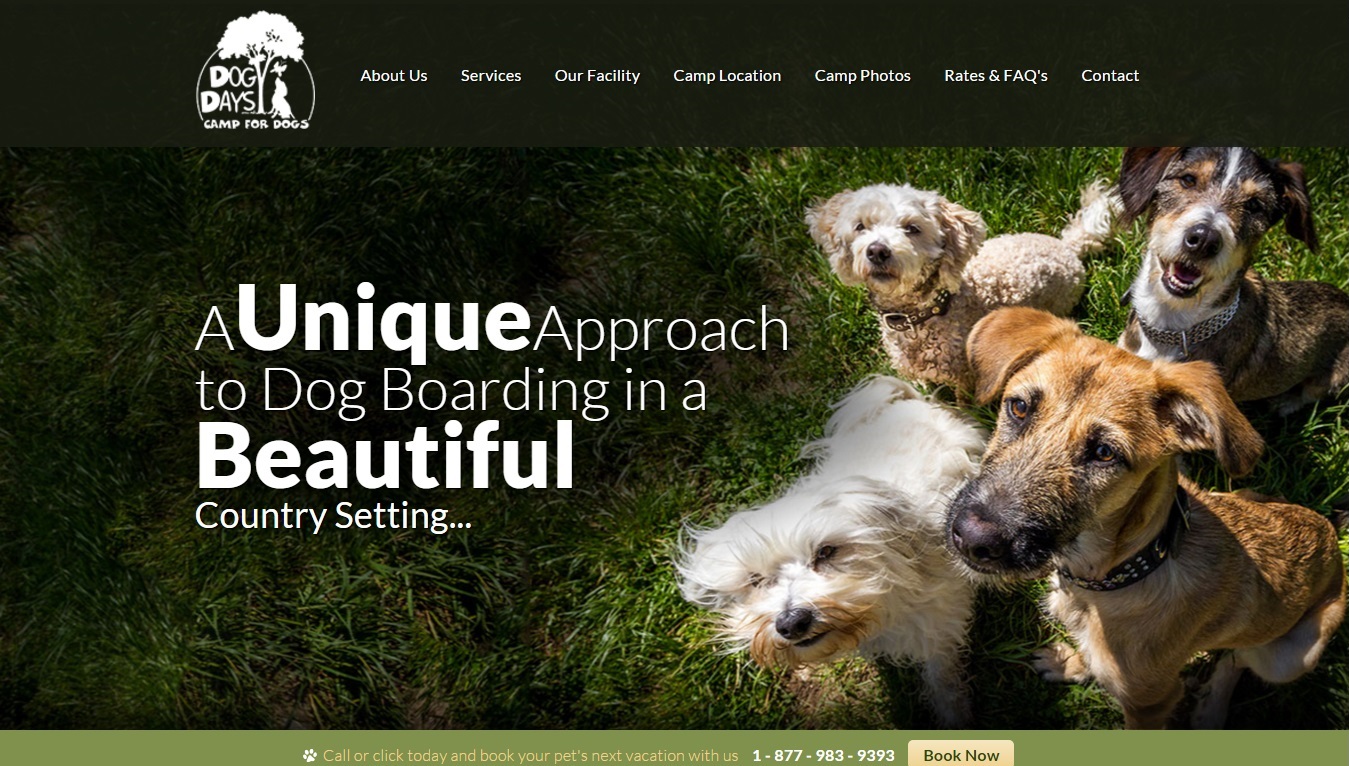 DOG
DAYS
CAMP FOR DOGS
About Us Services Our Facility Camp Location Camp Photos Rates & FAQ's Contact
A Unique Approach
to Dog Boarding in a
Beautiful
Country Setting...
Call or click today and book your pet's next vacation with us 1 - 877 - 983 - 9393 Book Now